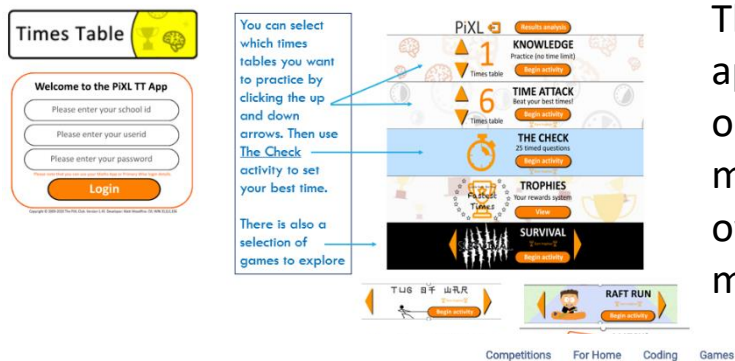 Times Table
Welcome to the PiXL TT App
Please enter your school id
Please enter your userid
Please enter your password
Login
You can select
which times
tables you want
to practice by
clicking the up
and down
arrows. Then use
The Check
activity to set
your best time.
There is also a
selection of
games to explore
PiXL
Results analysis
1
Times table
KNOWLEDGE
Practice (no time limit)
Begin activity
6
Times table
TIME ATTACK
Beat your best times!
Begin activity
THE CHECK
25 timed questions
Begin activity
Fastest
Times
TROPHIES
Your rewards system
View
SURVIVAL
SURVIVAL
Begin activity
Begin activity
RAFT RUN
Begin activity
Competitions For Home Coding Games